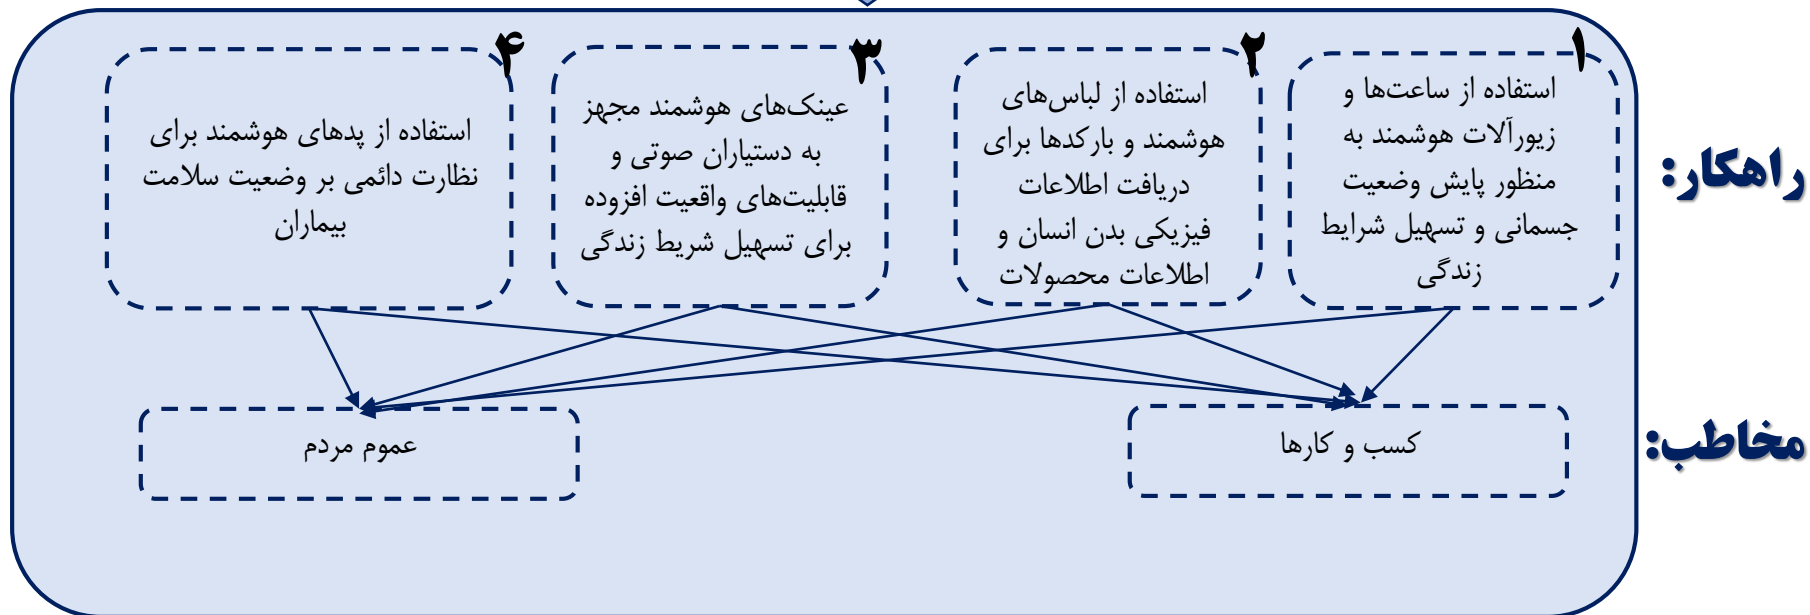 راهکار:
۱
استفاده از ساعت‌ها و
زیورآلات هوشمند به
منظور پایش وضعیت
جسمانی و تسهیل شرایط
زندگی
۲
استفاده از لباس‌های
هوشمند و بارکدها برای
دریافت اطلاعات
فیزیکی بدن انسان و
اطلاعات محصولات
۳
عینک‌های هوشمند مجهز
به دستیاران صوتی و
قابلیت‌های واقعیت افزوده
برای تسهیل شریط زندگی
۴
استفاده از پدهای هوشمند برای
نظارت دائمی بر وضعیت سلامت
بیماران
مخاطب:
کسب و کارها
عموم مردم